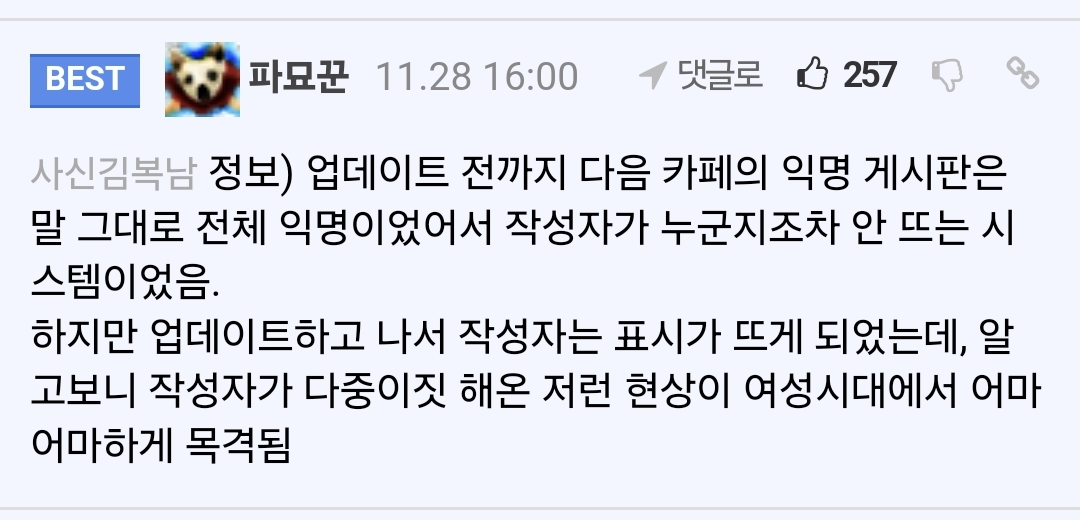 BEST 파묘꾼 11.28 16:00 댓글로 257
사신김복남 정보) 업데이트 전까지 다음 카페의 익명 게시판은
말 그대로 전체 익명이었어서 작성자가 누군지조차 안 뜨는 시
스템이었음.
하지만 업데이트하고 나서 작성자는 표시가 뜨게 되었는데, 알
고보니 작성자가 다중이짓 해온 저런 현상이 여성시대에서 어마
어마하게 목격됨